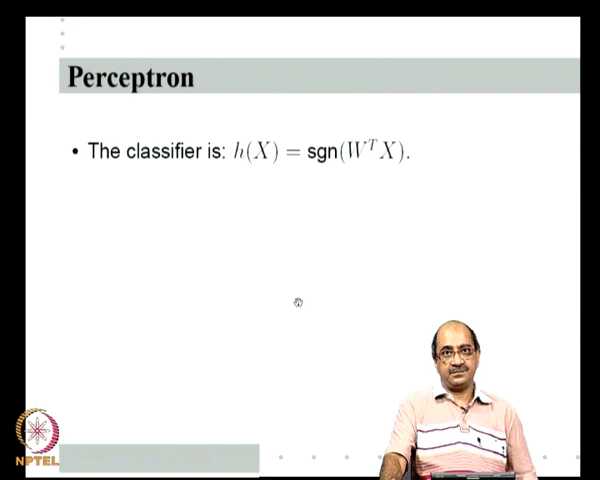 Perceptron
• The classifier is: h(X) = sgn(W^T X).
NPTEL